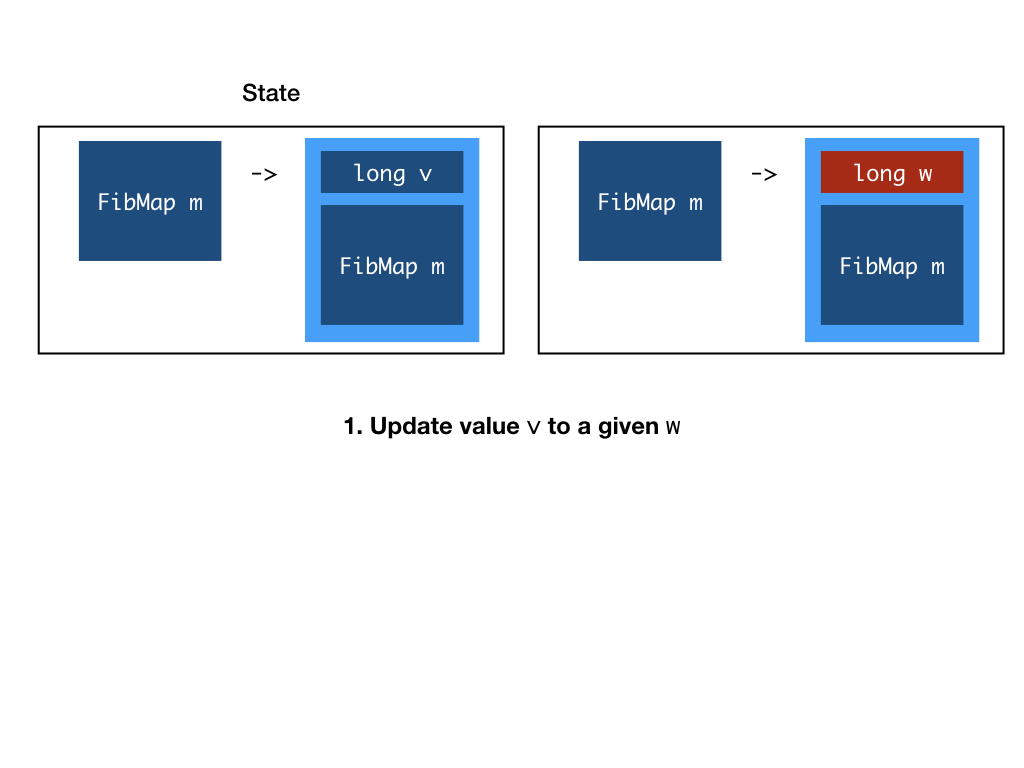 State
FibMap m -> long v
FibMap m
FibMap m -> long w
FibMap m
1. Update value v to a given w